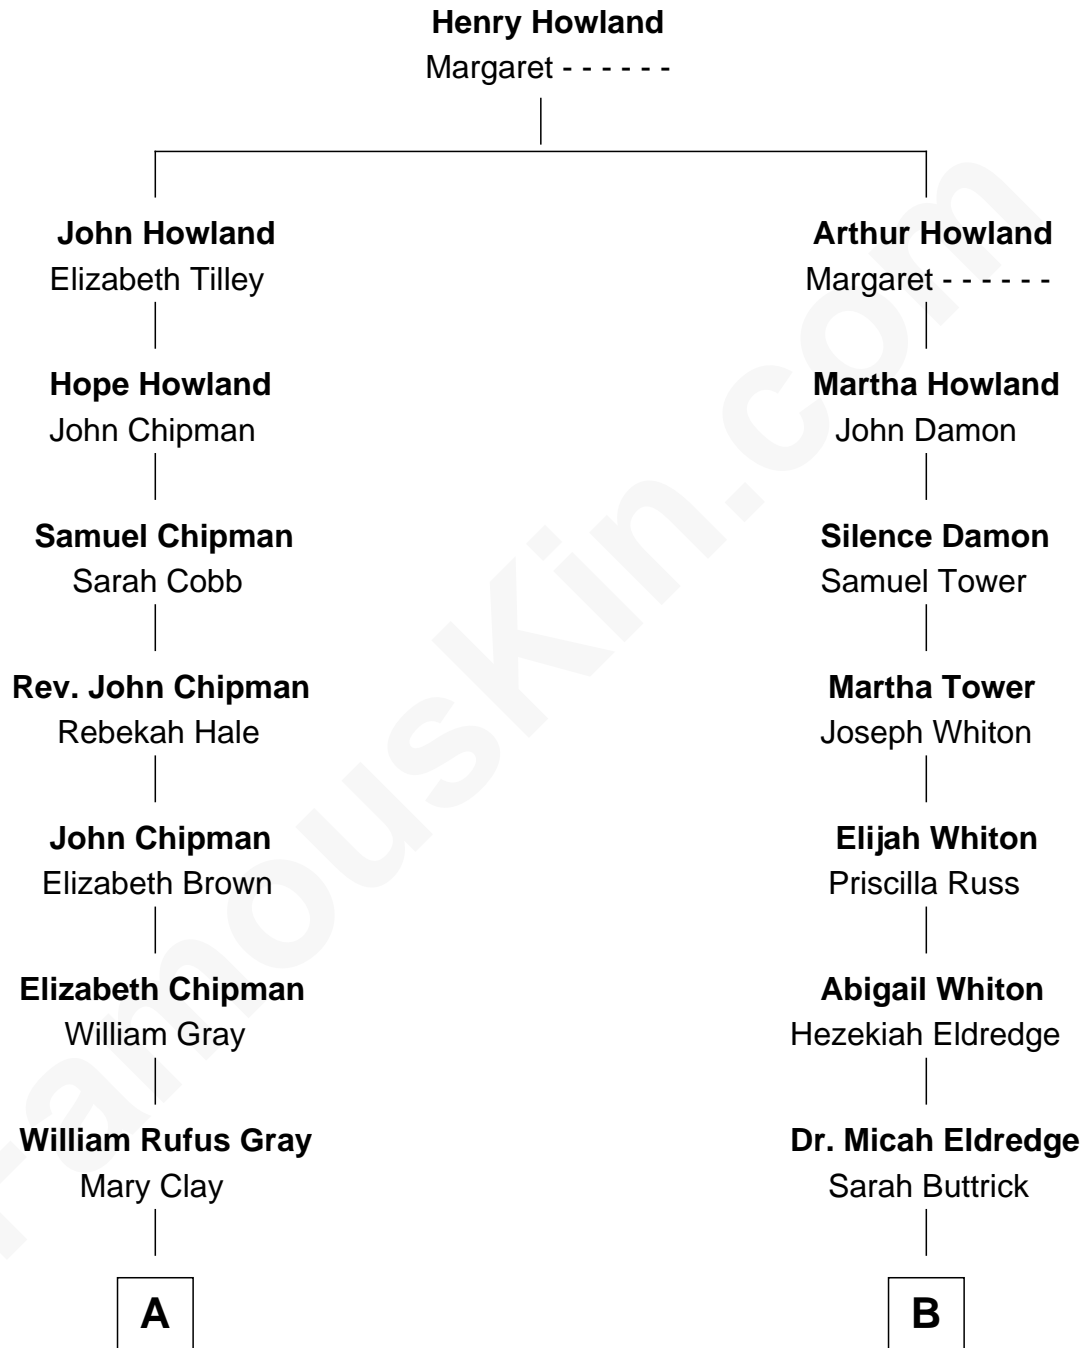 Henry Howland
Margaret - - - - - -
John Howland
Elizabeth Tilley
Arthur Howland
Margaret - - - - - -
Hope Howland
John Chipman
Martha Howland
John Damon
Samuel Chipman
Sarah Cobb
Silence Damon
Samuel Tower
Rev. John Chipman
Rebekah Hale
Martha Tower
Joseph Whiton
John Chipman
Elizabeth Brown
Elijah Whiton
Priscilla Russ
Elizabeth Chipman
William Gray
Abigail Whiton
Hezekiah Eldredge
William Rufus Gray
Mary Clay
Dr. Micah Eldredge
Sarah Buttrick
A
B
FamousKin.com